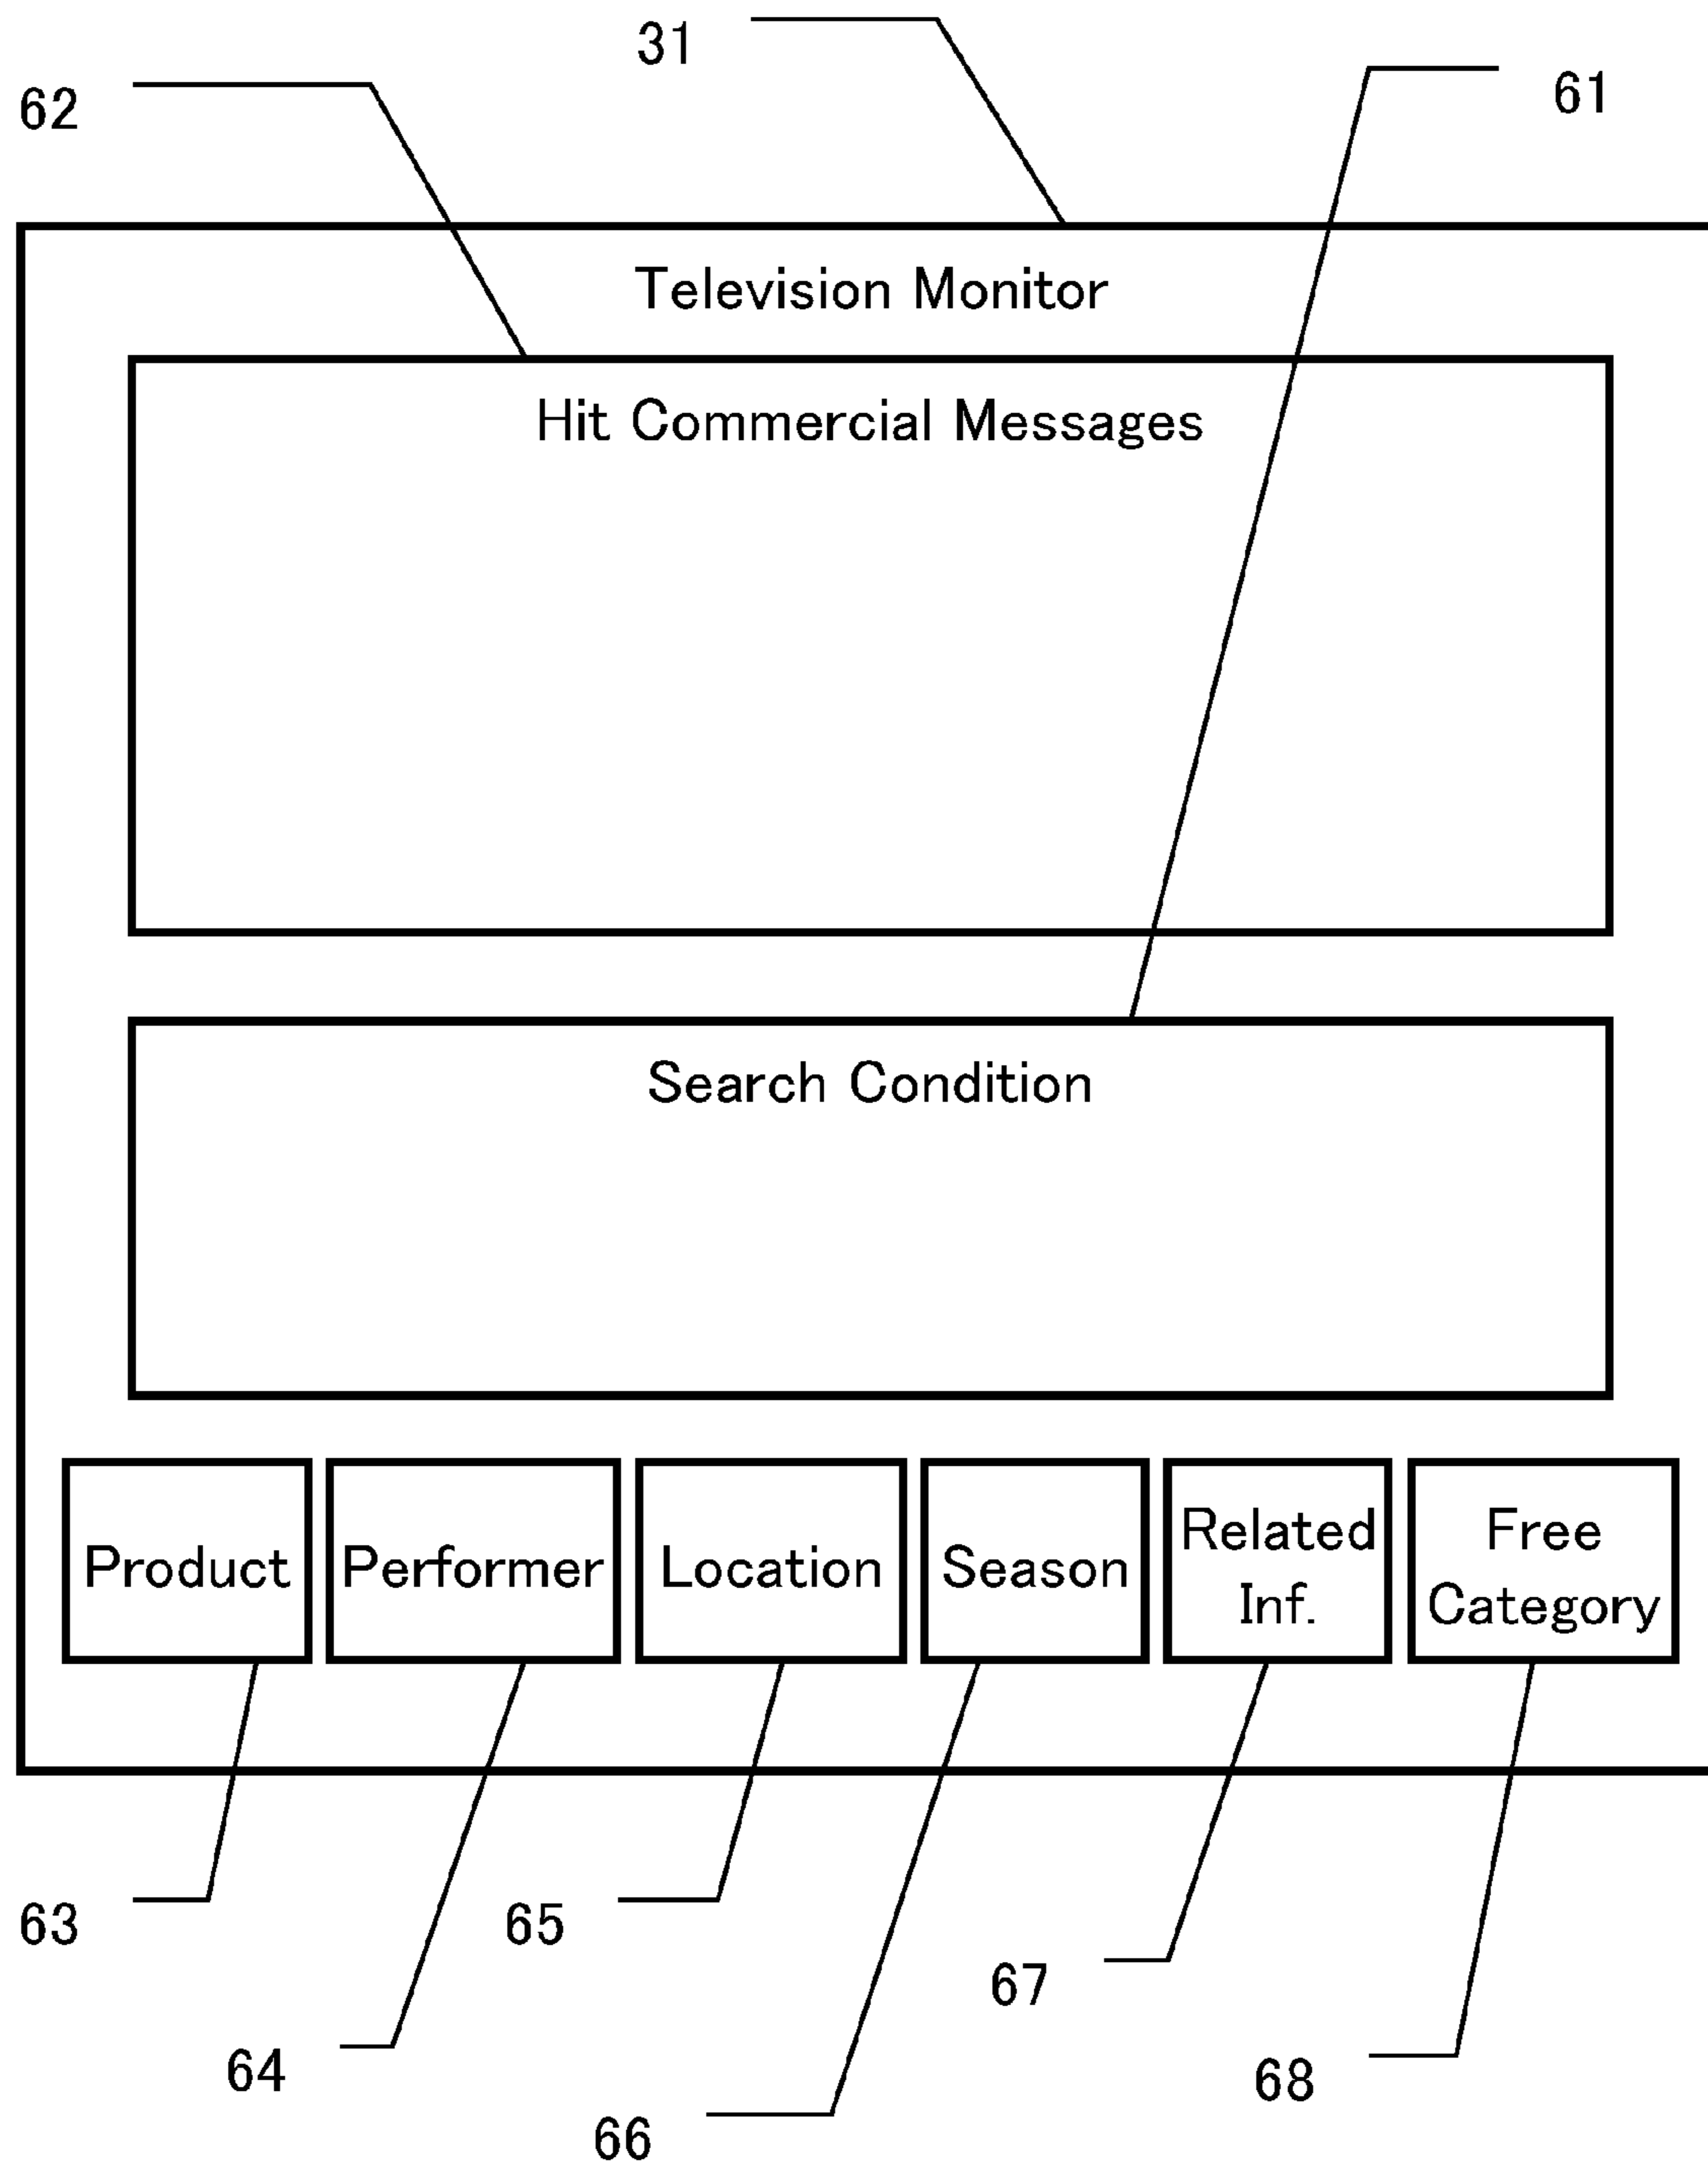 31
61
62
Television Monitor
Hit Commercial Messages
Search Condition
Product
Performer
Location
Season
Related
Inf.
Free
Category
63
65
67
64
68
66